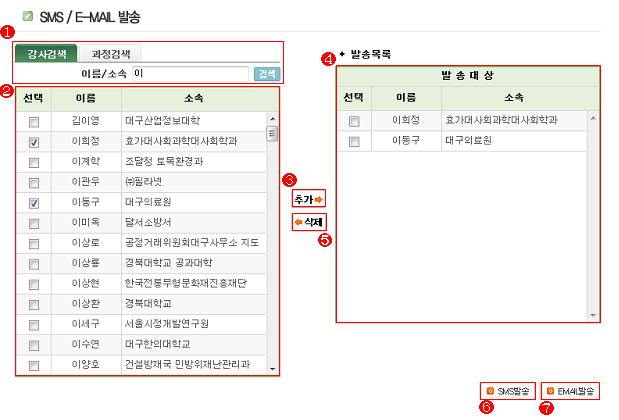 SMS / E-MAIL 발송
1
강사검색 과정검색
이름/소속 이 검색
2
선택 이름 소속
김이영 대구산업정보대학
이희정 효가대사회과학대사회학과
이계학 조달청 토목환경과
이관우 ㈜필라넷
이동구 대구의료원
이미옥 달서소방서
이상로 공정거래위원회대구사무소 지도
이상룡 경북대학교 공과대학
이상현 한국전통무형문화재진흥재단
이상환 경북대학교
이세구 서울시정개발연구원
이수연 대구한의대학교
이양호 건설방재국 민방위재난관리과
3
추가
삭제
5
4
발송목록
발 송 대 상
선택 이름 소속
이희정 효가대사회과학대사회학과
이동구 대구의료원
SMS발송 EMAIL발송
6 7